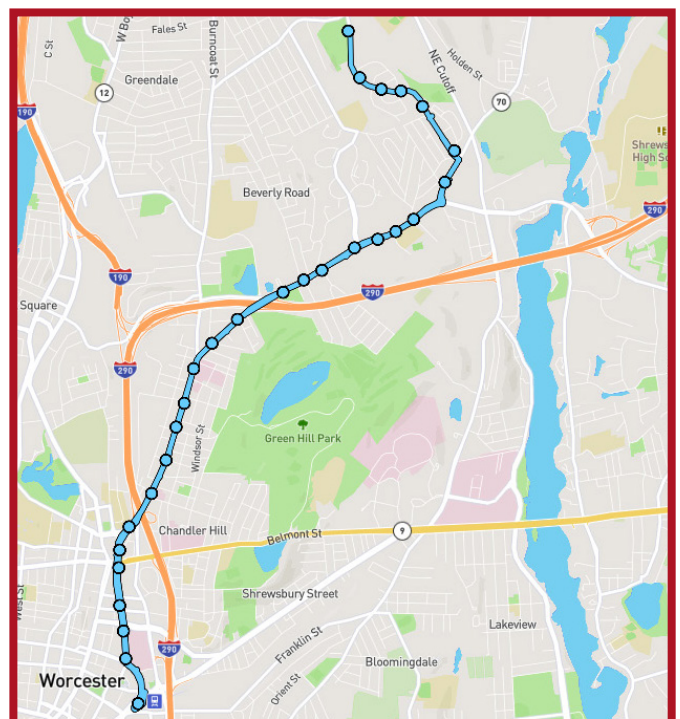 Fales St
C St
W Bo
Burncoat St
NE Cutoff
Holden St
Greendale
12
70
190
Shrews
High Sc
Beverly Road
290
190
290
Square
290
Windsor St
Green Hill Park
Chandler Hill
Belmont St
9
West St
Shrewsbury Street
Lakeview
Franklin St
290
Bloomingdale
Worcester
Orient St